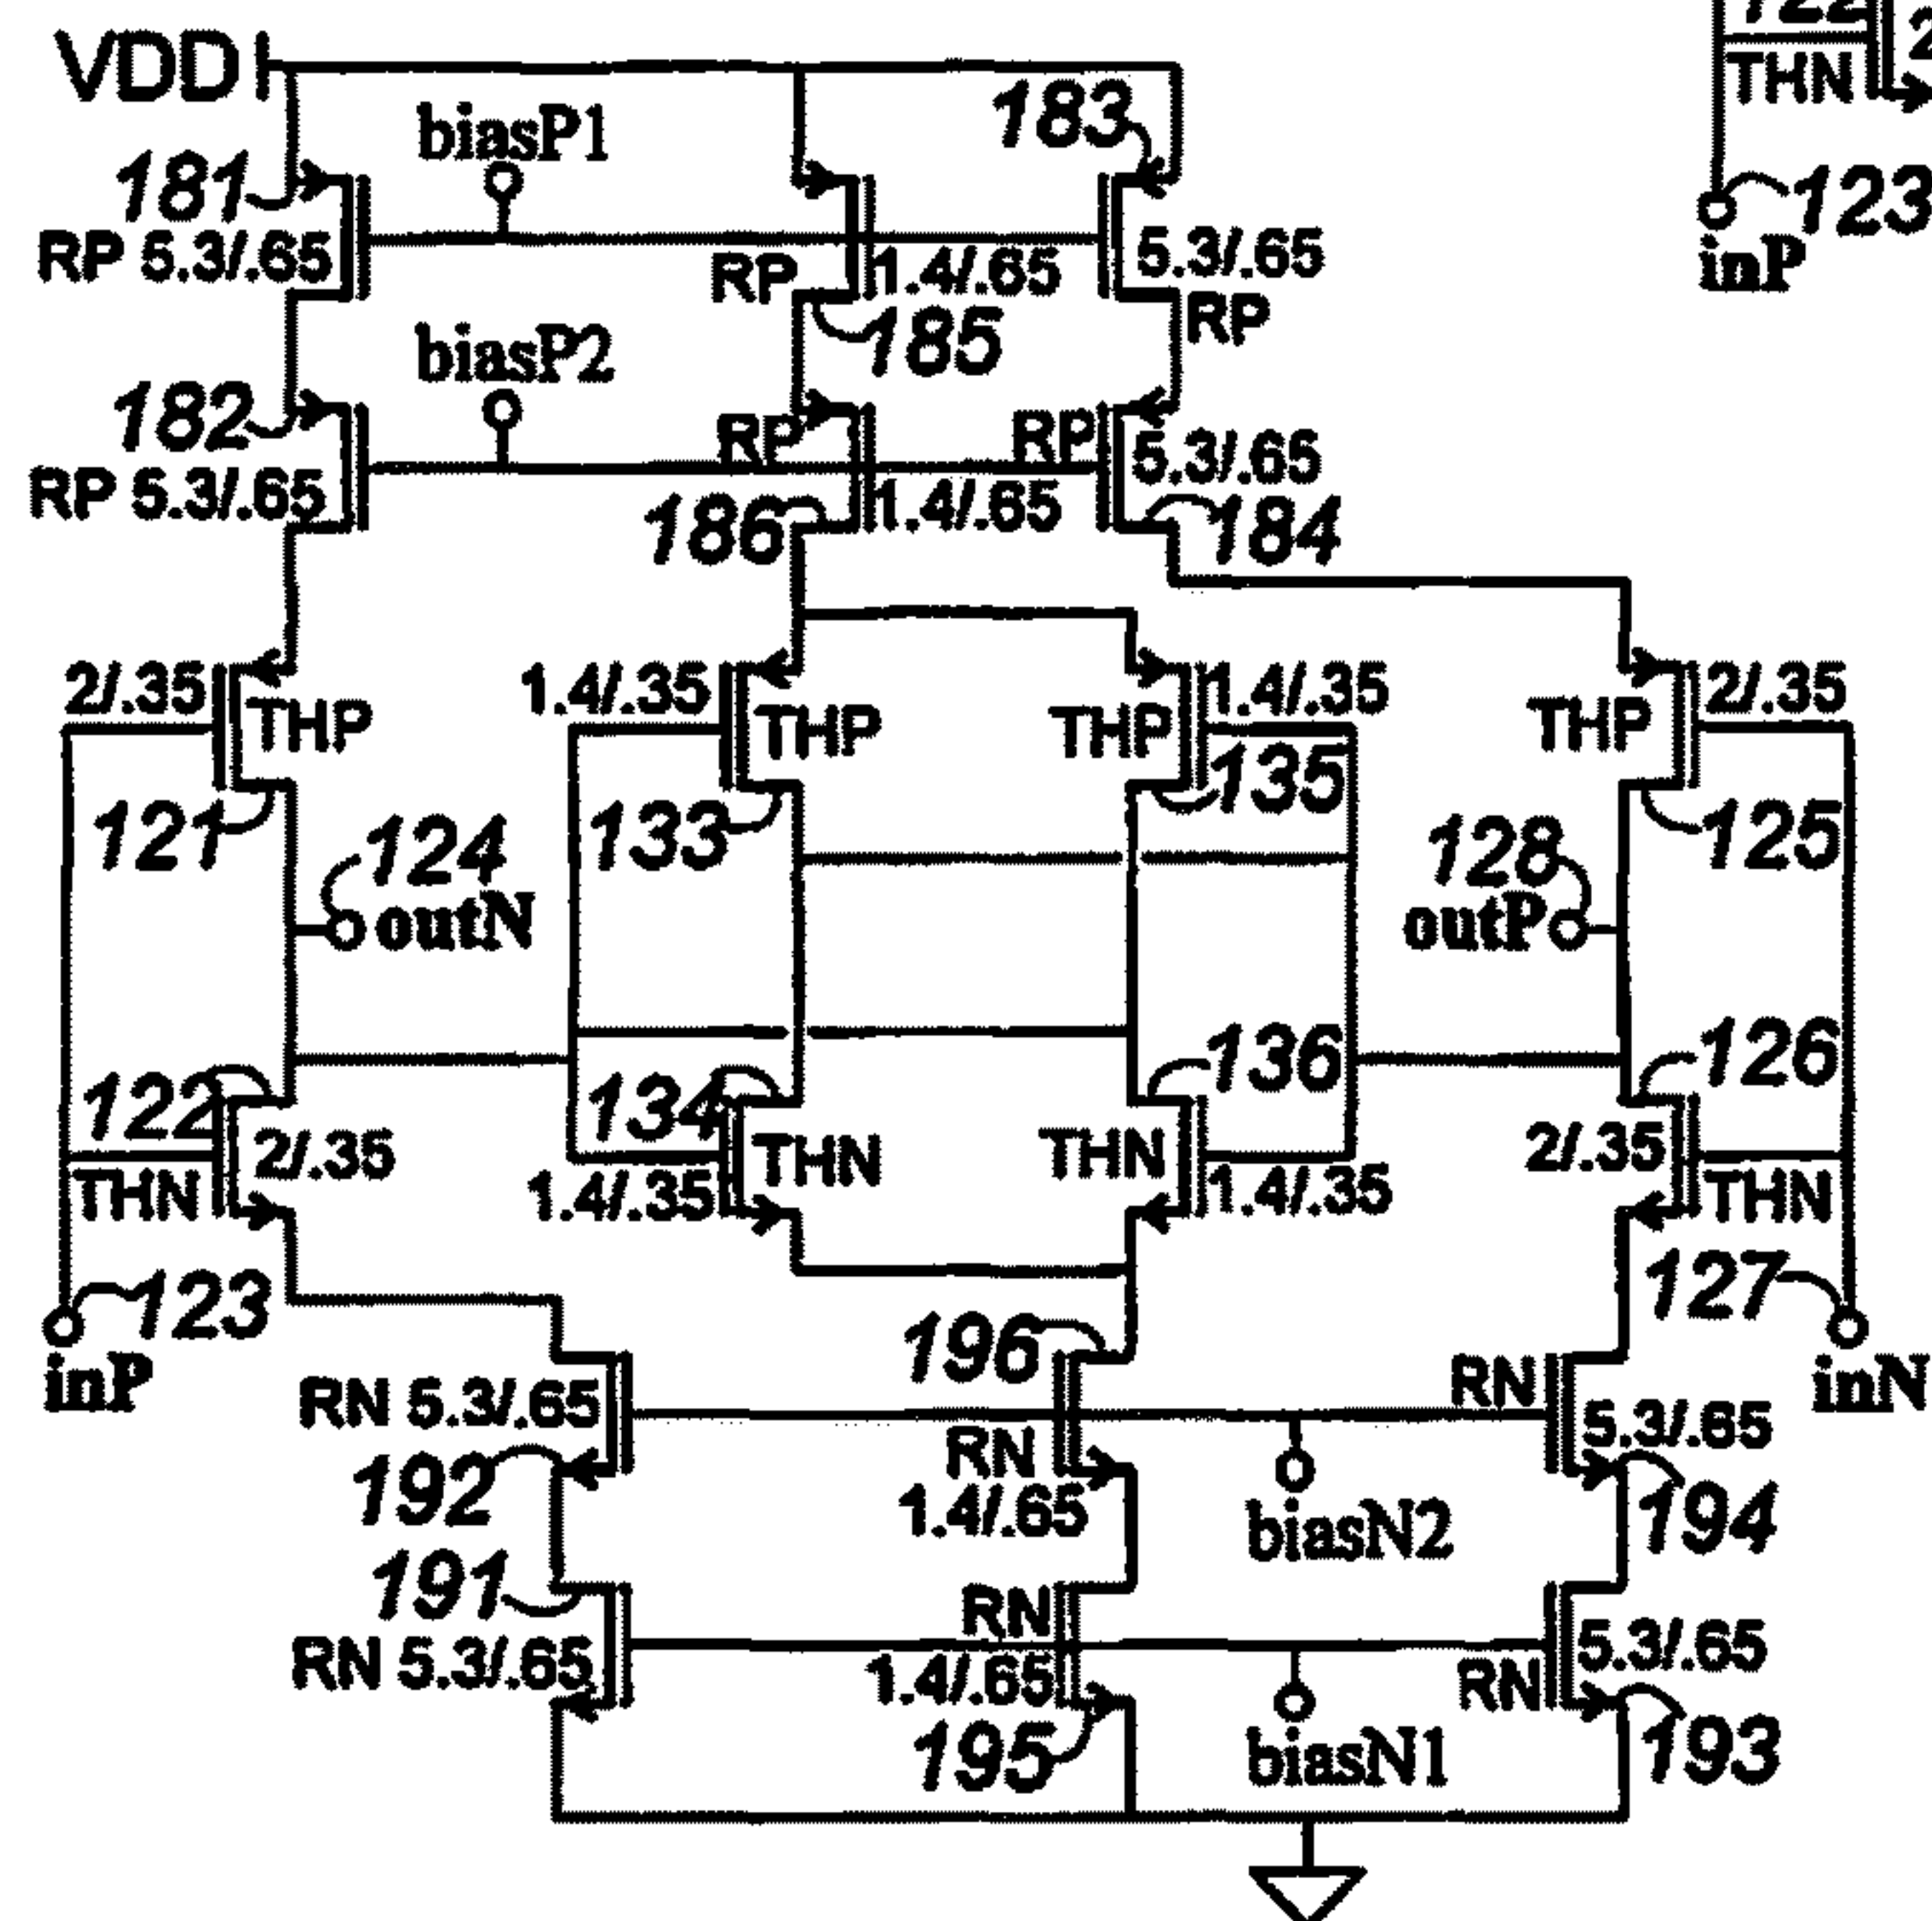 VDD
biasP1
183
122
2
THN
181
RP 5.3/.65
RP
1.4/.65
5.3/.65
RP
123
inP
185
biasP2
182
RP 5.3/.65
RP
1.4/.65
RP
5.3/.65
186
184
2/.35
THP
1.4/.35
THP
THP
1.4/.35
THP
2/.35
121
124
outN
133
135
128
outP
125
122
2/.35
THN
134
THN
1.4/.35
136
THN
1.4/.35
126
2/.35
THN
123
inP
127
inN
196
RN 5.3/.65
192
RN
1.4/.65
RN
5.3/.65
biasN2
194
191
RN 5.3/.65
RN
1.4/.65
195
5.3/.65
RN
biasN1
193